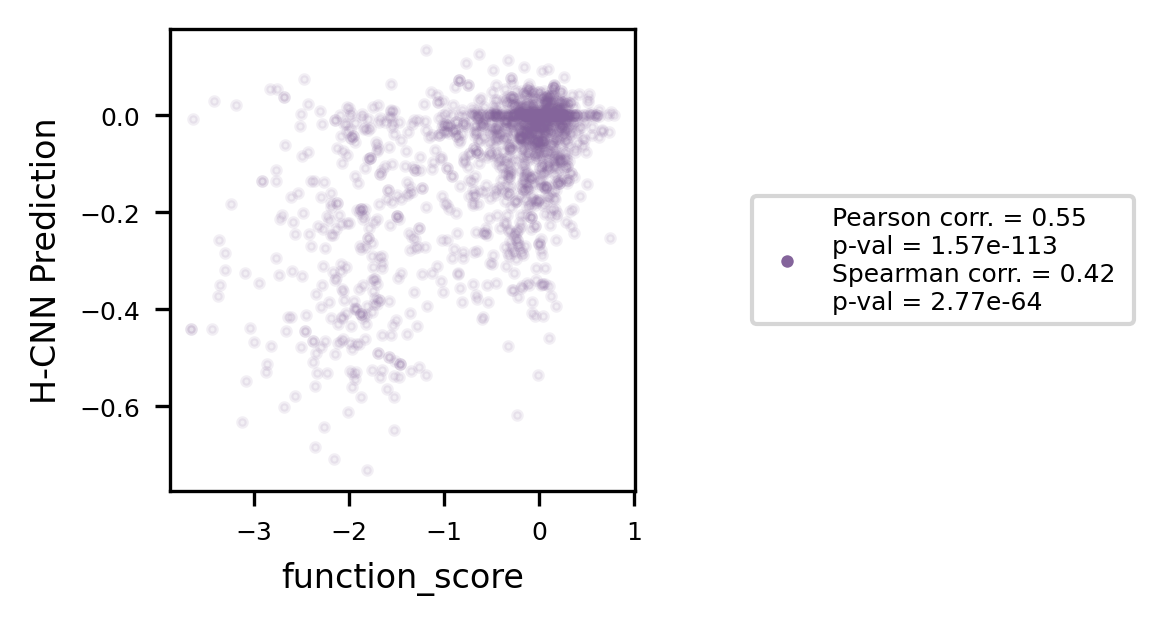 H-CNN Prediction
0.0
−0.2
−0.4
−0.6
−3
−2
−1
0
1
function_score
Pearson corr. = 0.55
p-val = 1.57e-113
Spearman corr. = 0.42
p-val = 2.77e-64